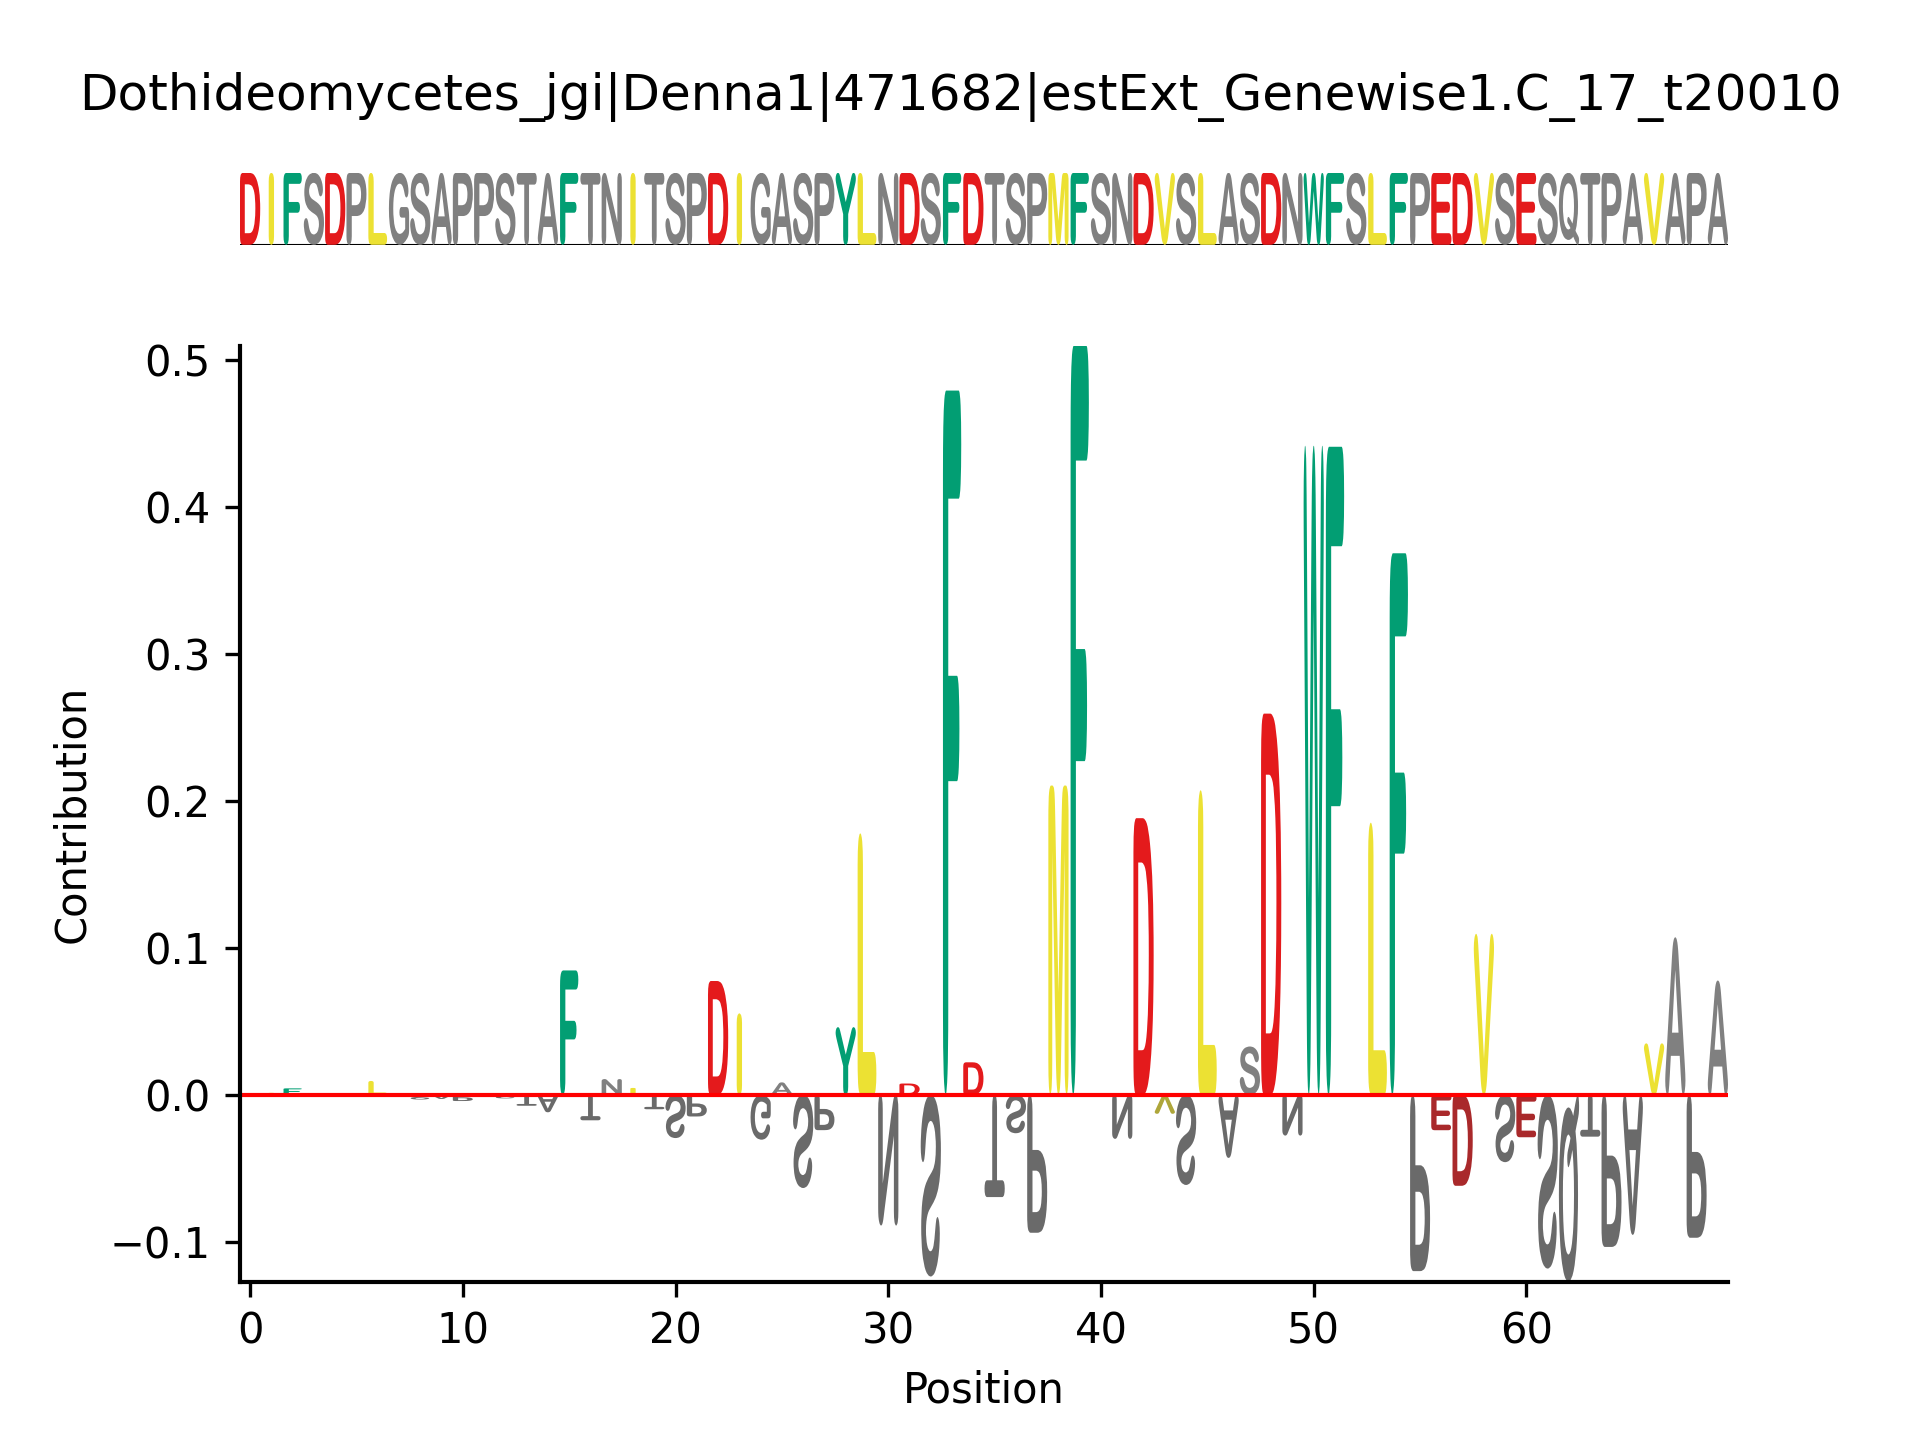 Dothideomycetes_jgi|Denna1|471682|estExt_Genewise1.C_17_t20010
DIFSDPLGSAPPSTAFTNITSPDIGASPYLNDSFDTSPMFSNDVSLASDNWFSLFPEDVSESQTPAVAPA
0.5
0.4
0.3
0.2
0.1
0.0
−0.1
Contribution
0 10 20 30 40 50 60
Position